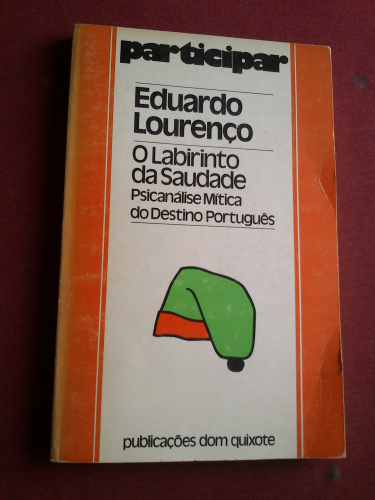 participar
Eduardo
Lourenço
O Labirinto
da Saudade
Psicanálise Mítica
do Destino Português
publicações dom quixote